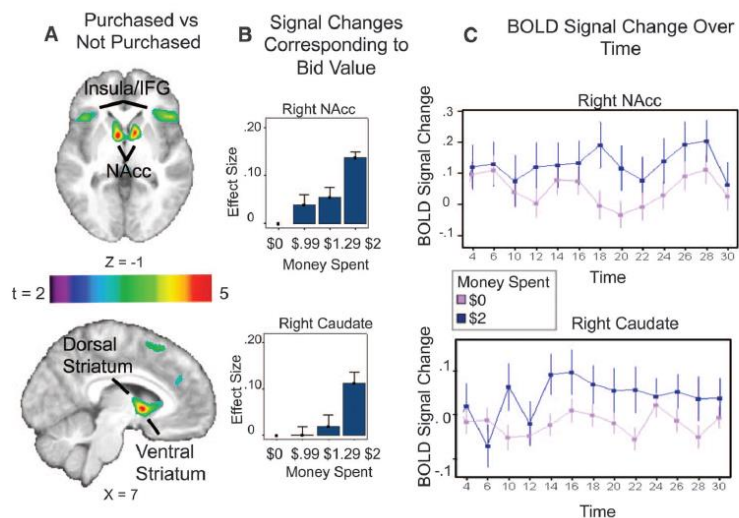 A
Purchased vs
Not Purchased
Insula/IFG
NAcc
Z = -1
t = 2
5
Dorsal
Striatum
Ventral
Striatum
X = 7
B
Signal Changes
Corresponding to
Bid Value
Right NAcc
Effect Size
.20
.10
0
$0 $.99 $1.29 $2
Money Spent
Right Caudate
Effect Size
.20
.10
0
$0 $.99 $1.29 $2
Money Spent
C
BOLD Signal Change Over
Time
Right NAcc
BOLD Signal Change
.3
.2
.1
0
-.1
4 6 10 12 14 16 18 20 22 24 26 28 30
Time
Money Spent
$0
$2
Right Caudate
BOLD Signal Change
.1
.0
-.1
4 6 10 12 14 16 18 20 22 24 26 28 30
Time